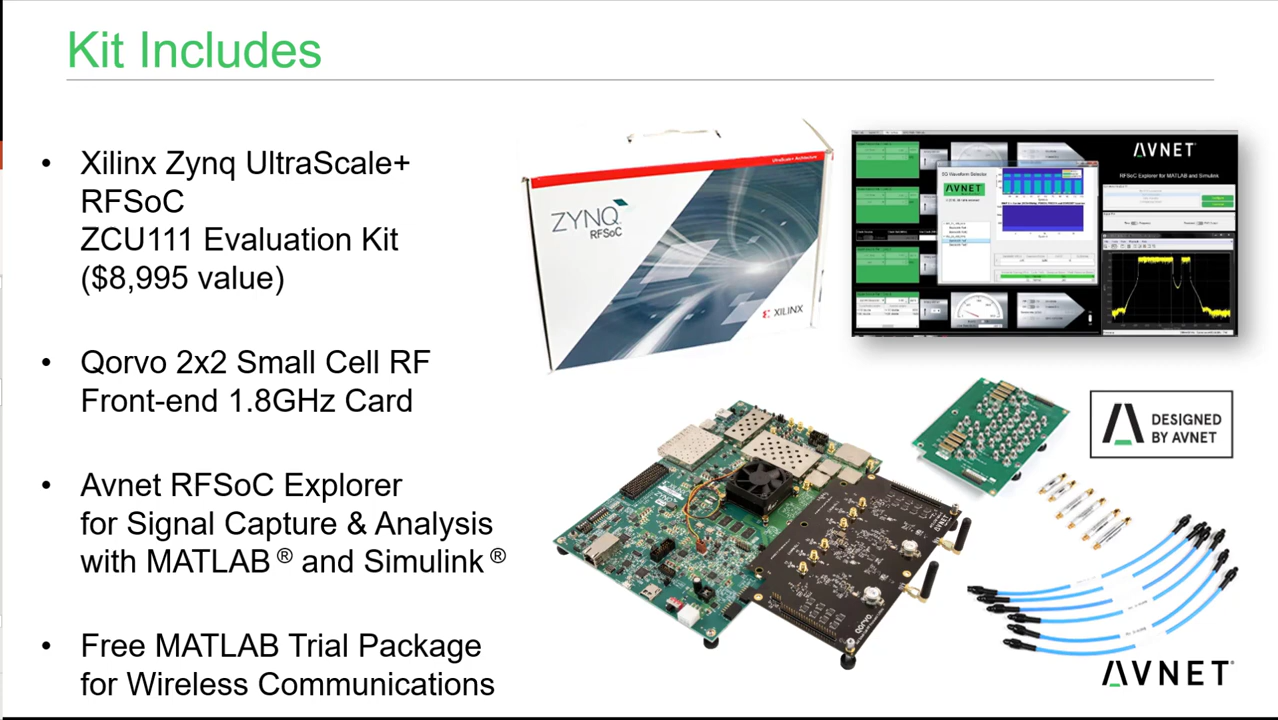 Kit Includes
• Xilinx Zynq UltraScale+
RFSoC
ZCU111 Evaluation Kit
($8,995 value)
• Qorvo 2x2 Small Cell RF
Front-end 1.8GHz Card
• Avnet RFSoC Explorer
for Signal Capture & Analysis
with MATLAB ® and Simulink ®
• Free MATLAB Trial Package
for Wireless Communications
UltraScale+ Architecture
ZYNQ
RFSoC
XILINX
AVNET
RFSoC Explorer for MATLAB and Simulink
AVNET
DESIGNED
BY AVNET
AVNET